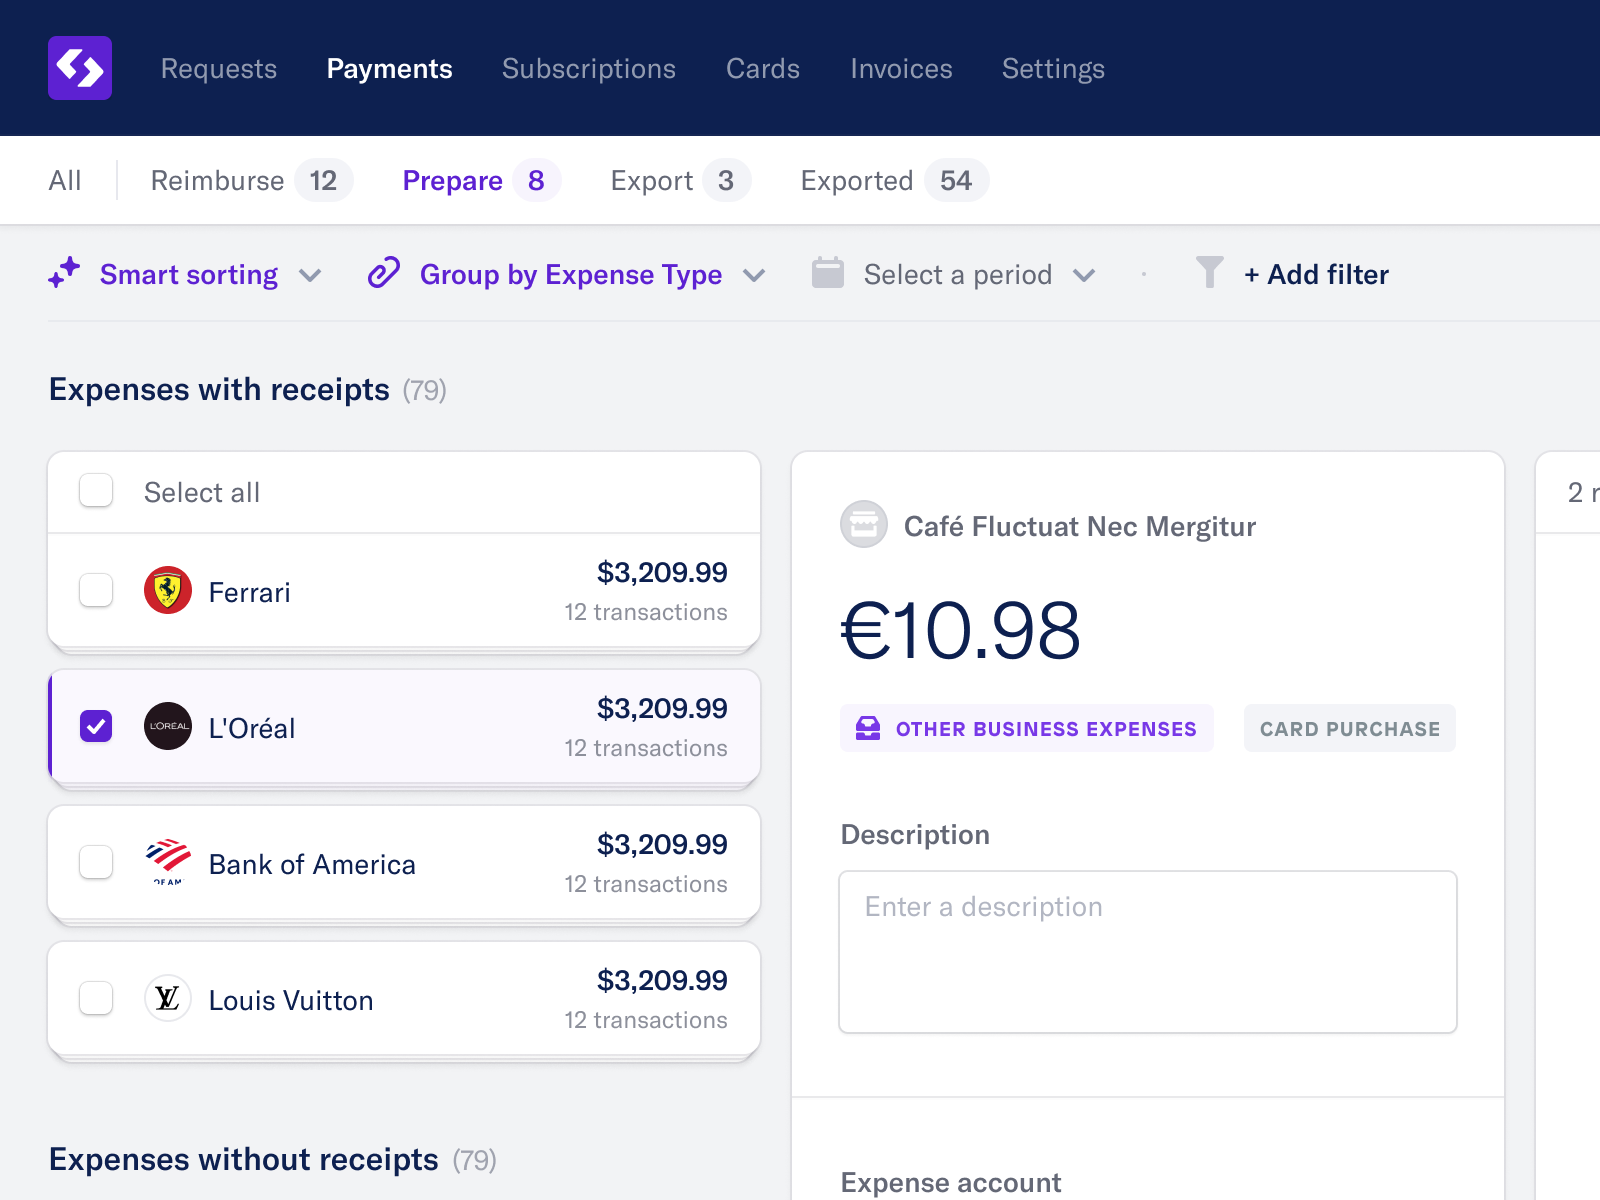 Requests Payments Subscriptions Cards Invoices Settings
All Reimburse 12 Prepare 8 Export 3 Exported 54
Smart sorting Group by Expense Type Select a period · + Add filter
Expenses with receipts (79)
Select all
Ferrari $3,209.99
12 transactions
L'ORÉAL L'Oréal $3,209.99
12 transactions
OF AM Bank of America $3,209.99
12 transactions
LV Louis Vuitton $3,209.99
12 transactions
Expenses without receipts (79)
Café Fluctuat Nec Mergitur
€10.98
OTHER BUSINESS EXPENSES CARD PURCHASE
Description
Enter a description
Expense account
2 r